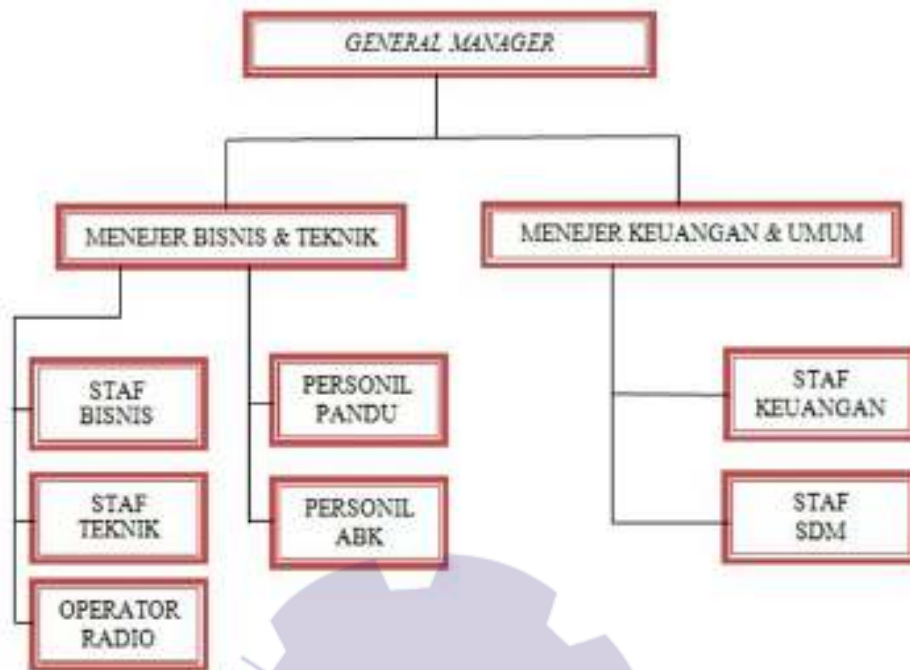 GENERAL MANAGER
MENEJER BISNIS & TEKNIK
MENEJER KEUANGAN & UMUM
STAF
BISNIS
PERSONIL
PANDU
STAF
KEUANGAN
STAF
TEKNIK
PERSONIL
ABK
STAF
SDM
OPERATOR
RADIO